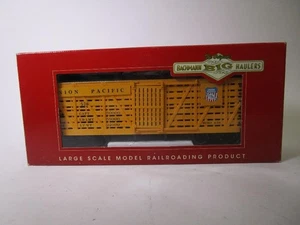 BACHMANN BIG HAULERS
ION PACIFIC
LARGE SCALE MODEL RAILROADING PRODUCT